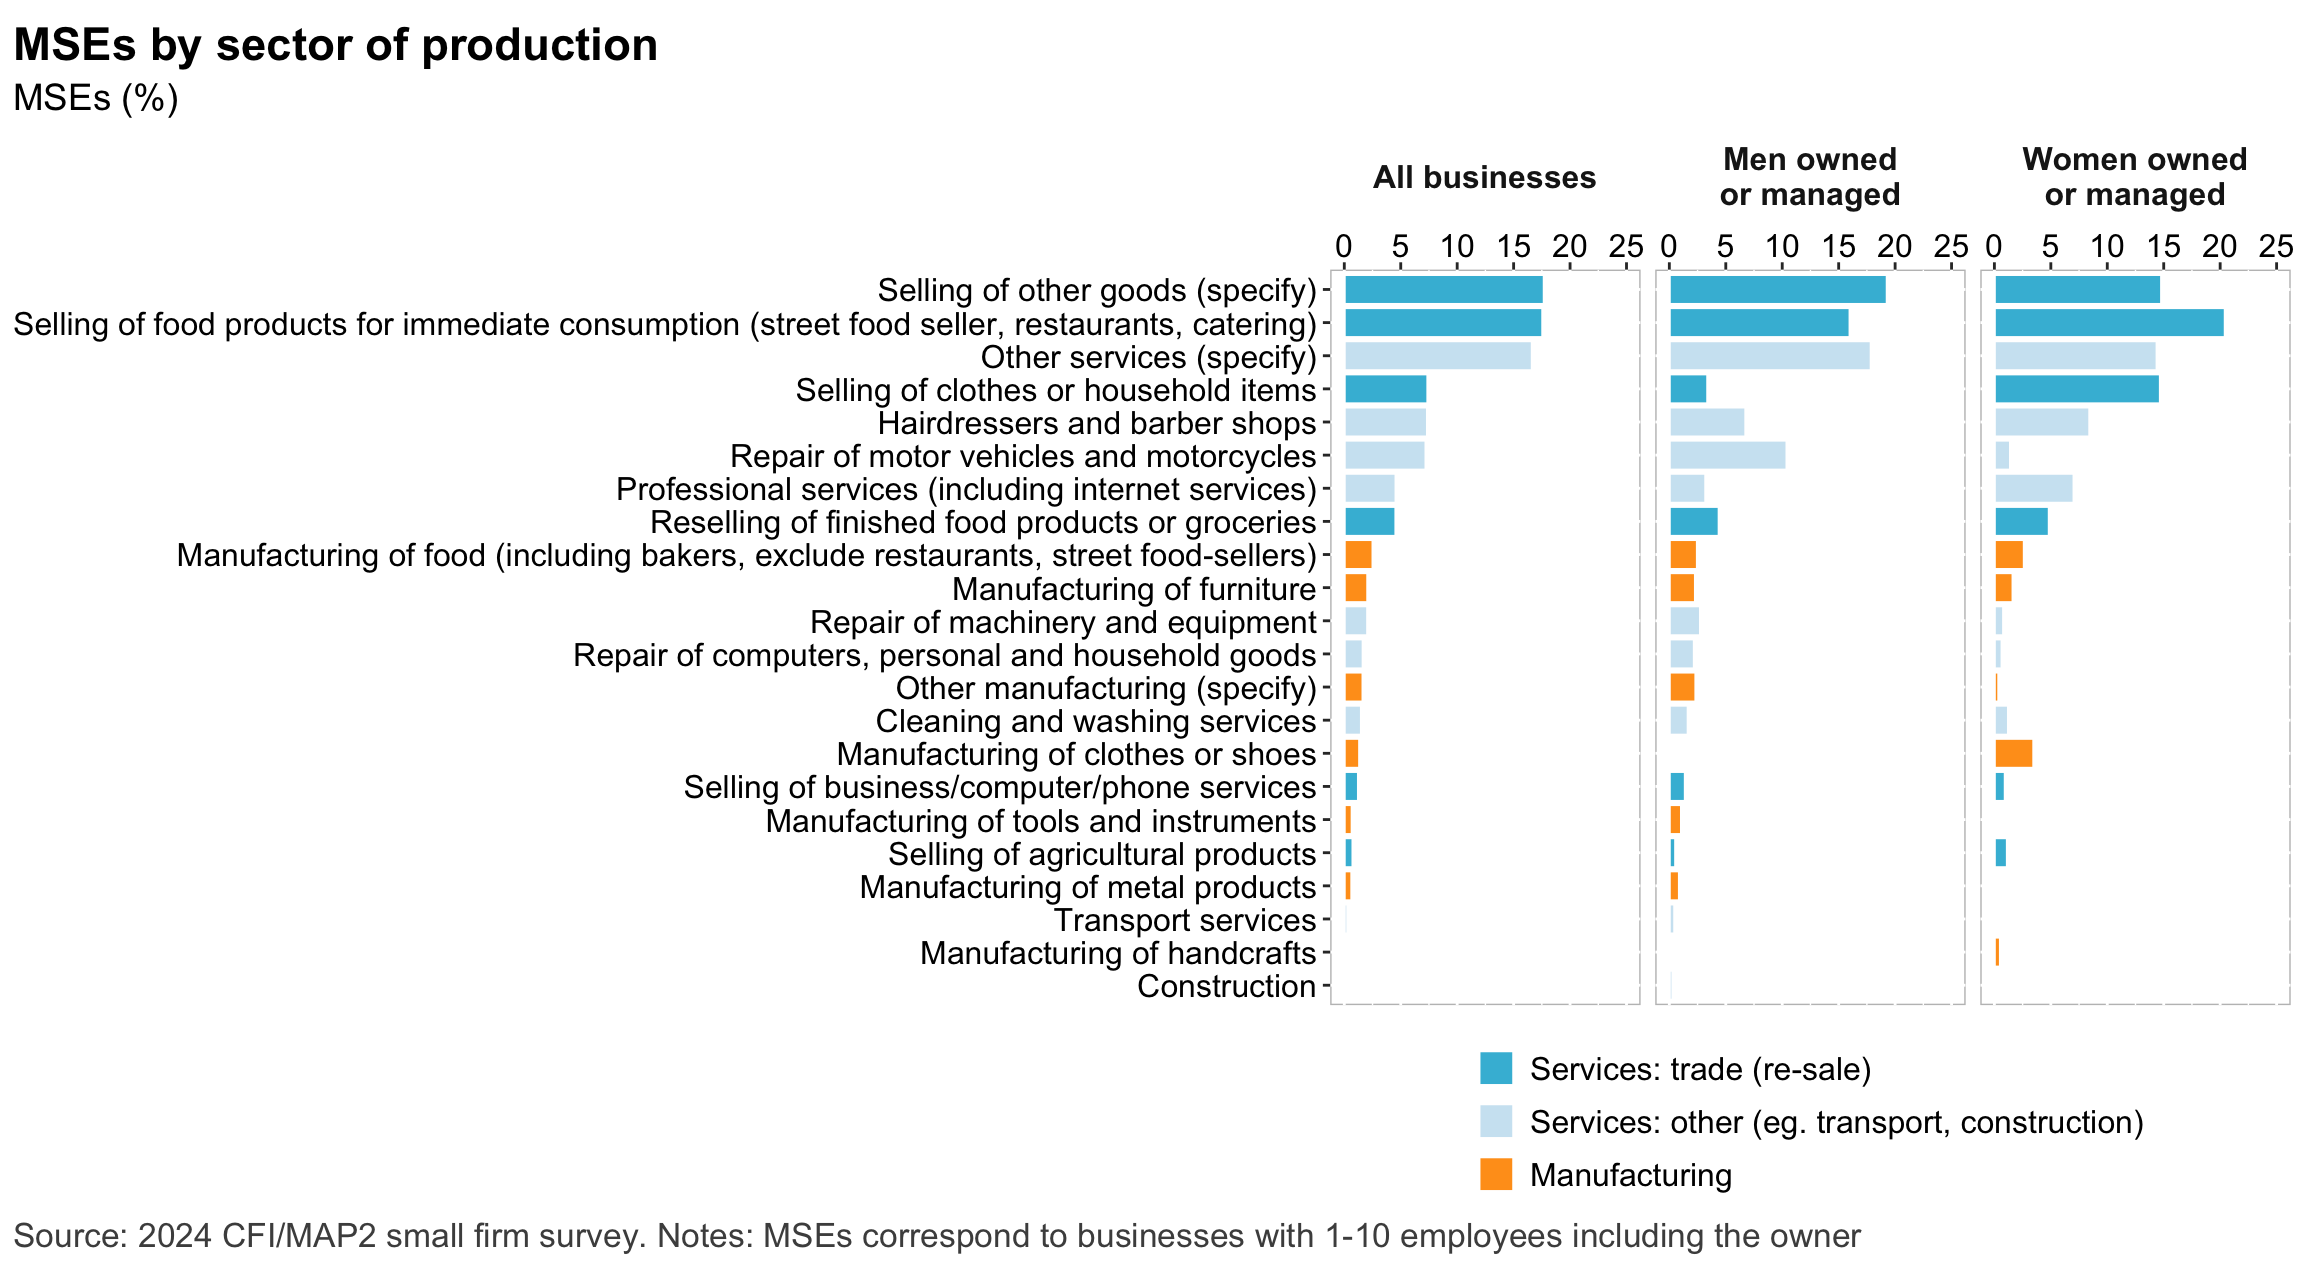 MSEs by sector of production
MSEs (%)
All businesses
Men owned
or managed
Women owned
or managed
0 5 10 15 20 25 0 5 10 15 20 25 0 5 10 15 20 25
Selling of other goods (specify)
Selling of food products for immediate consumption (street food seller, restaurants, catering)
Other services (specify)
Selling of clothes or household items
Hairdressers and barber shops
Repair of motor vehicles and motorcycles
Professional services (including internet services)
Reselling of finished food products or groceries
Manufacturing of food (including bakers, exclude restaurants, street food-sellers)
Manufacturing of furniture
Repair of machinery and equipment
Repair of computers, personal and household goods
Other manufacturing (specify)
Cleaning and washing services
Manufacturing of clothes or shoes
Selling of business/computer/phone services
Manufacturing of tools and instruments
Selling of agricultural products
Manufacturing of metal products
Transport services
Manufacturing of handcrafts
Construction
Services: trade (re-sale)
Services: other (eg. transport, construction)
Manufacturing
Source: 2024 CFI/MAP2 small firm survey. Notes: MSEs correspond to businesses with 1-10 employees including the owner